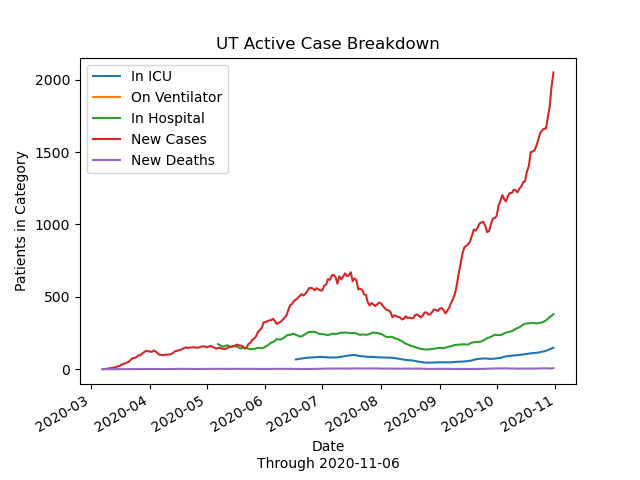 UT Active Case Breakdown
In ICU
On Ventilator
In Hospital
New Cases
New Deaths
Patients in Category
2000
1500
1000
500
0
2020-03
2020-04
2020-05
2020-06
2020-07
2020-08
2020-09
2020-10
2020-11
Date
Through 2020-11-06